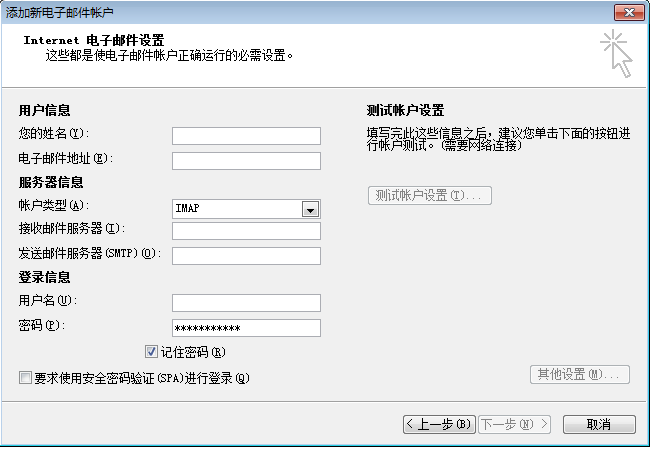 添加新电子邮件帐户
Internet 电子邮件设置
这些都是使电子邮件帐户正确运行的必需设置。
用户信息
您的姓名(Y):
电子邮件地址(E):
服务器信息
帐户类型(A):
IMAP
接收邮件服务器(I):
发送邮件服务器(SMTP)(O):
登录信息
用户名(U):
密码(P):
***********
记住密码(R)
要求使用安全密码验证(SPA)进行登录(Q)
测试帐户设置
填写完此这些信息之后，建议您单击下面的按钮进
行帐户测试。(需要网络连接)
测试帐户设置(T)...
其他设置(M)...
< 上一步(B)
下一步(N) >
取消